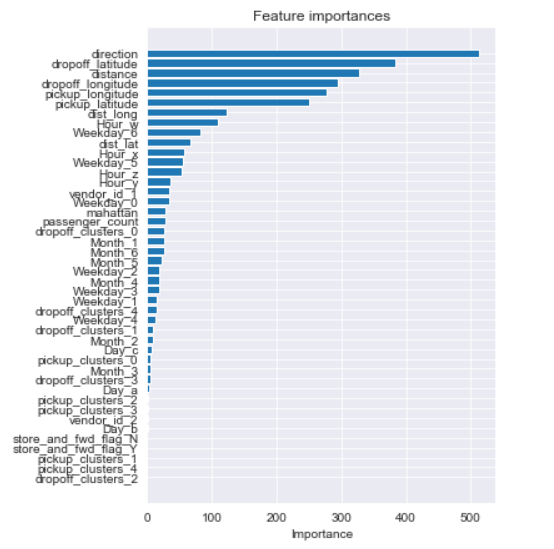 Feature importances
direction
dropoff_latitude
distance
dropoff_longitude
pickup_longitude
pickup_latitude
dist_long
Hour_w
Weekday_6
dist_lat
Hour_x
Weekday_5
Hour_z
Hour_y
vendor_id_1
Weekday_0
mahattan
passenger_count
dropoff_clusters_0
Month_1
Month_6
Month_5
Weekday_2
Month_4
Weekday_3
Weekday_1
dropoff_clusters_4
Weekday_4
dropoff_clusters_1
Month_2
Day_c
pickup_clusters_0
Month_3
dropoff_clusters_3
Day_a
pickup_clusters_2
pickup_clusters_3
vendor_id_2
Day_b
store_and_fwd_flag_N
store_and_fwd_flag_Y
pickup_clusters_1
pickup_clusters_4
dropoff_clusters_2
0 100 200 300 400 500
Importance